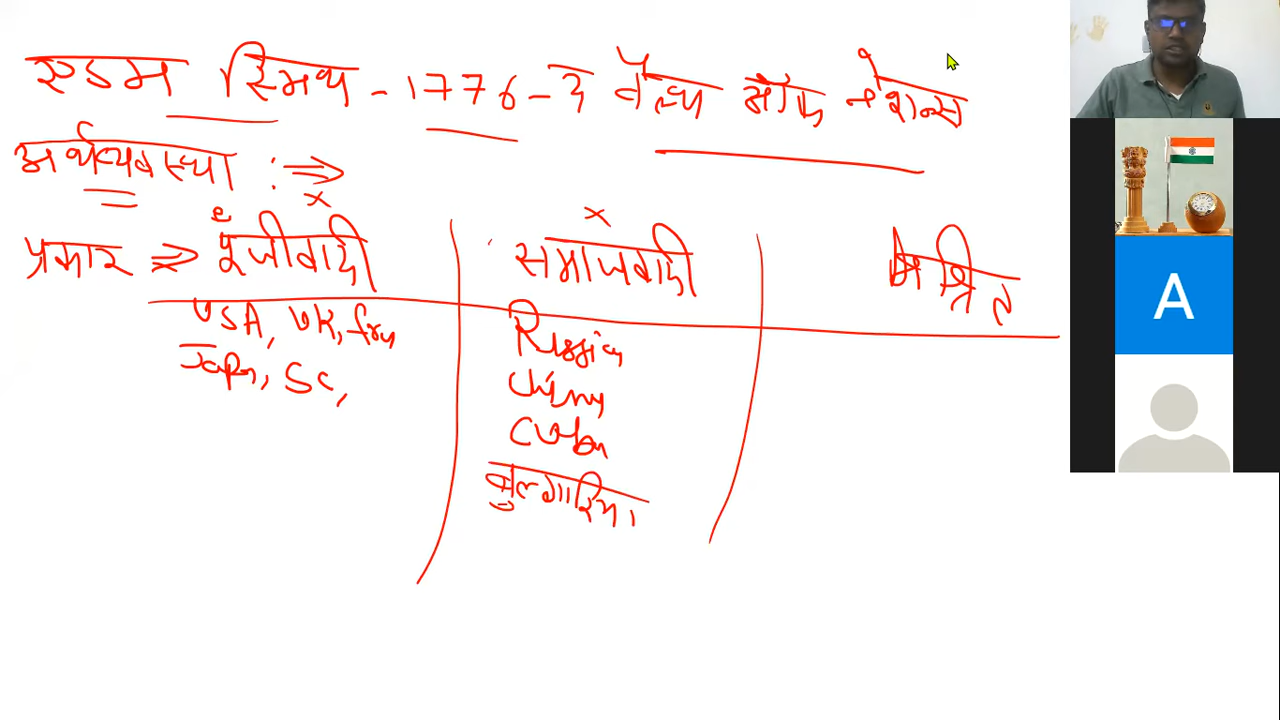 एडम स्मिथ - 1776 - द वेल्थ ऑफ नेशन्स
अर्थव्यवस्था :⇒
x x
प्रकार ⇒ पूंजीवादी समाजवादी मिश्रित
USA, UK, fra Russia
Japan, SC, China
Cuba
बुल्गारिया
A